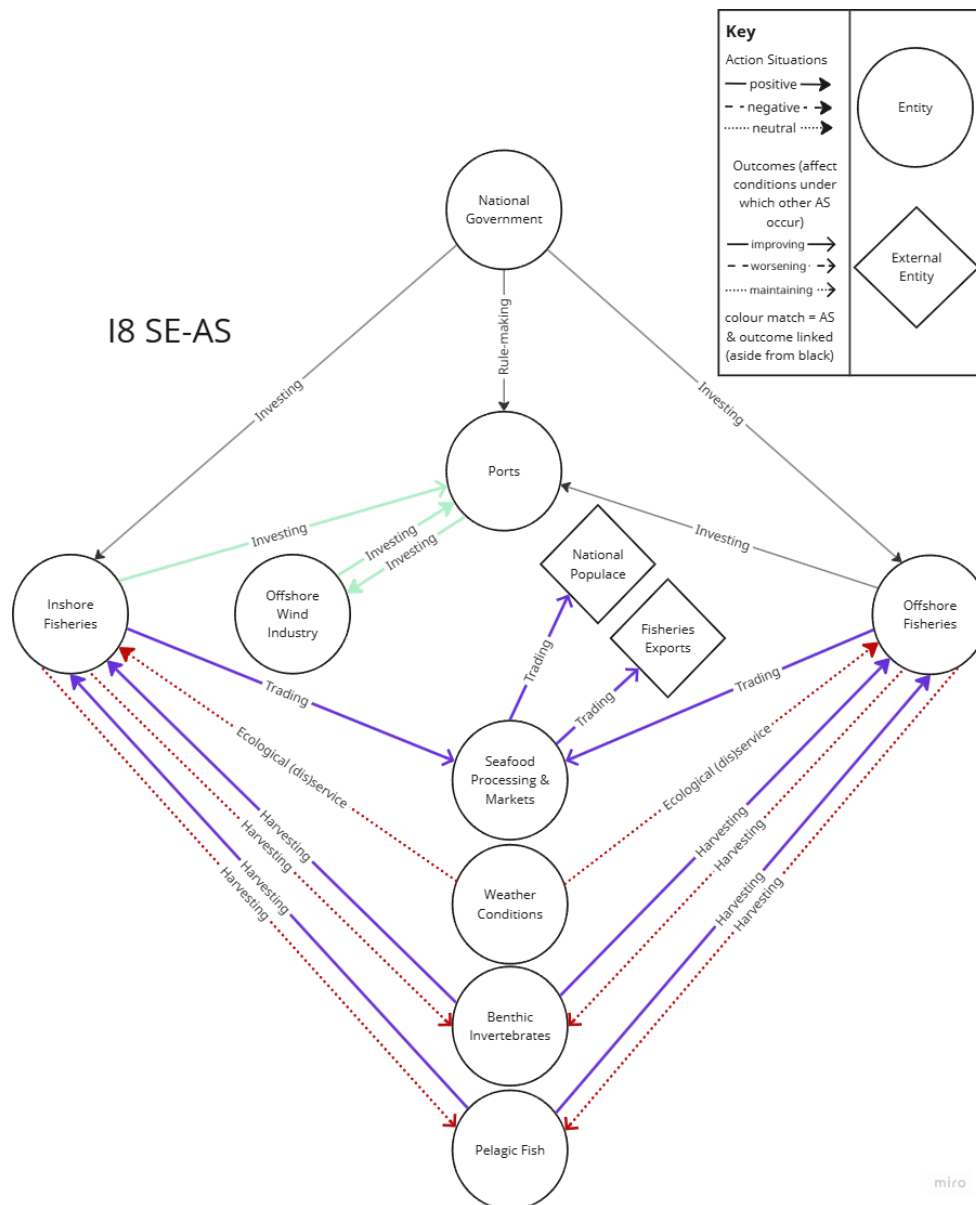 Key
Action Situations
positive
negative
neutral
Outcomes (affect
conditions under
which other AS
occur)
improving
worsening
maintaining
colour match = AS
& outcome linked
(aside from black)
Entity
External
Entity
I8 SE-AS
National
Government
Investing
Rule-making
Investing
Ports
Investing
Investing
Investing
Investing
National
Populace
Inshore
Fisheries
Offshore
Wind
Industry
Fisheries
Exports
Offshore
Fisheries
Trading
Trading
Trading
Trading
Seafood
Processing &
Markets
Ecological (dis)service
Ecological (dis)service
Weather
Conditions
Harvesting
Harvesting
Harvesting
Harvesting
Harvesting
Harvesting
Harvesting
Harvesting
Benthic
Invertebrates
Pelagic Fish
miro